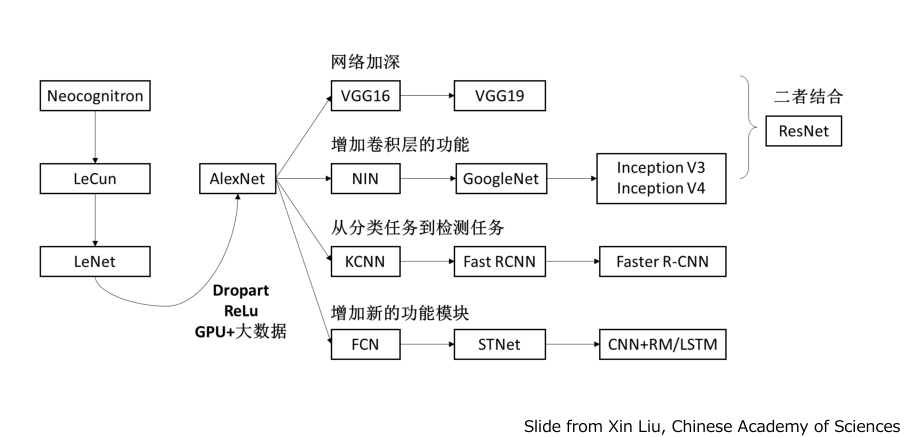 Neocognitron
LeCun
LeNet
Dropart
ReLu
GPU+大数据
AlexNet
网络加深
VGG16
VGG19
增加卷积层的功能
NIN
GoogleNet
Inception V3
Inception V4
从分类任务到检测任务
KCNN
Fast RCNN
Faster R-CNN
增加新的功能模块
FCN
STNet
CNN+RM/LSTM
二者结合
ResNet
Slide from Xin Liu, Chinese Academy of Sciences